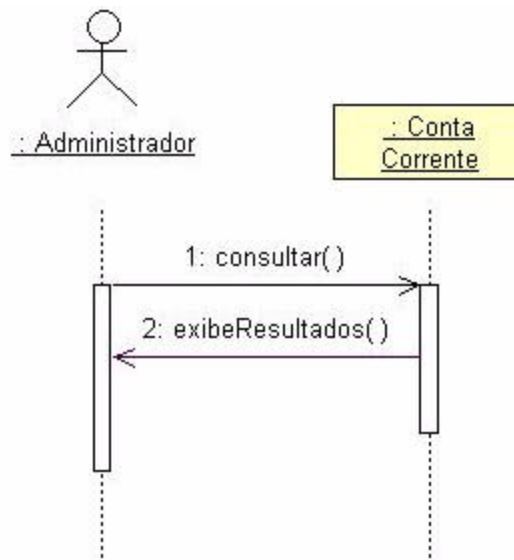 : Administrador
: Conta
Corrente
1: consultar( )
2: exibeResultados( )